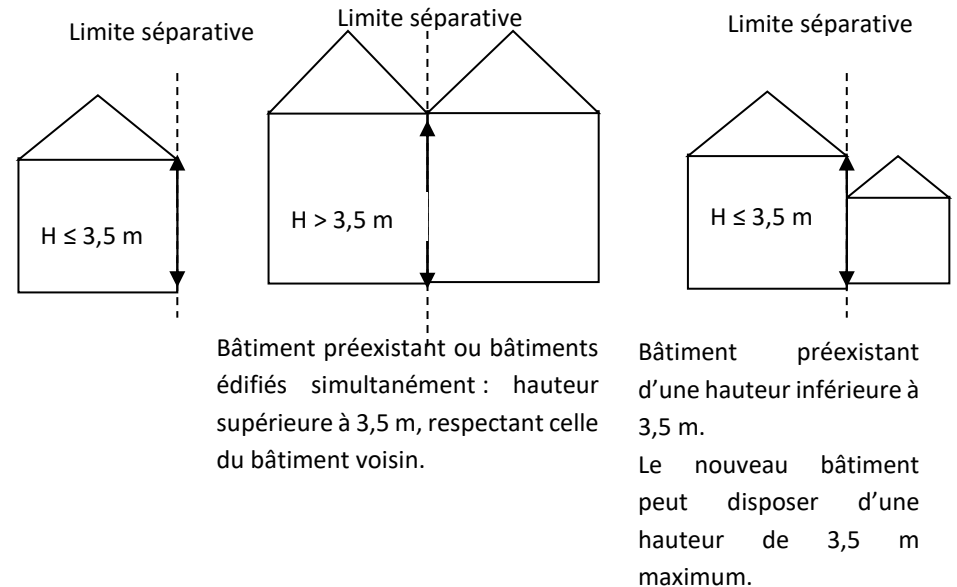 Limite séparative
Limite séparative
Limite séparative
H ≤ 3,5 m
H > 3,5 m
H ≤ 3,5 m
Bâtiment préexistant ou bâtiments
édifiés simultanément : hauteur
supérieure à 3,5 m, respectant celle
du bâtiment voisin.
Bâtiment préexistant
d’une hauteur inférieure à
3,5 m.
Le nouveau bâtiment
peut disposer d’une
hauteur de 3,5 m
maximum.